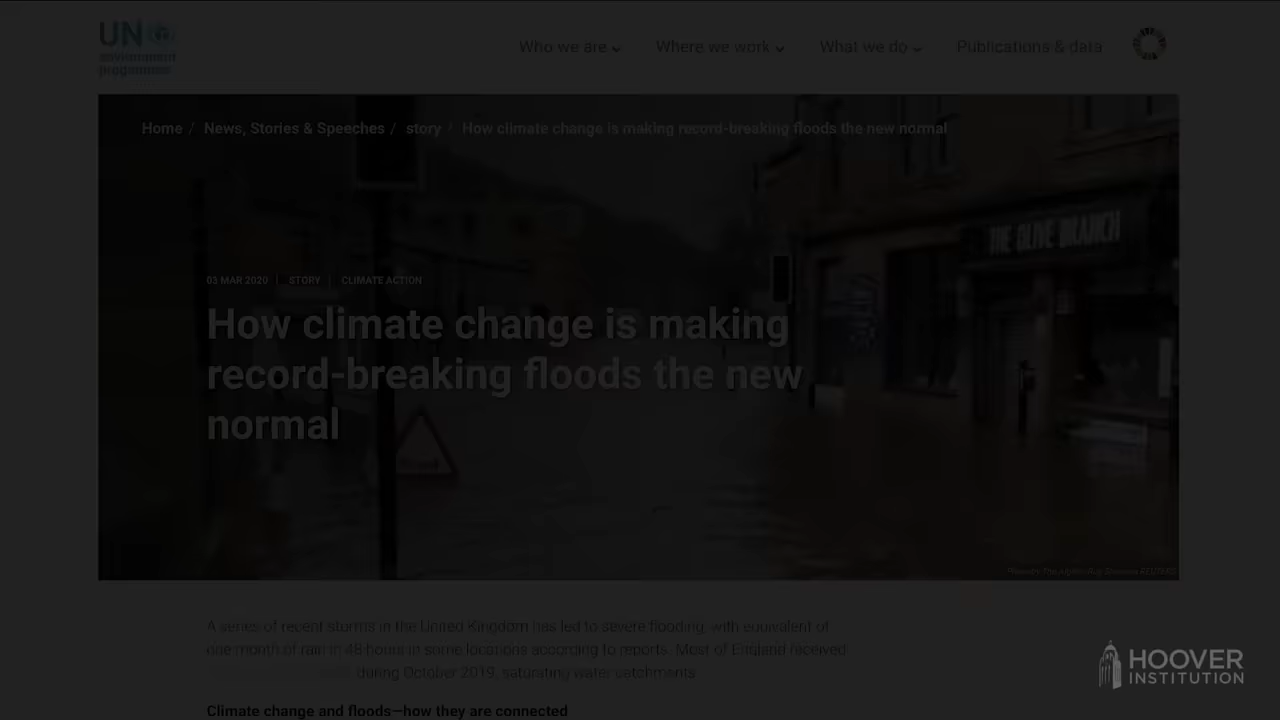 UN
environment
programme
Who we are
Where we work
What we do
Publications & data
Home / News, Stories & Speeches / story / How climate change is making record-breaking floods the new normal
THE OLIVE BRANCH
03 MAR 2020 | STORY | CLIMATE ACTION
How climate change is making
record-breaking floods the new
normal
A series of recent storms in the United Kingdom has led to severe flooding, with equivalent of
one month of rain in 48 hours in some locations according to reports. Most of England received
during October 2019, saturating water catchments
Climate change and floods—how they are connected
HOOVER
INSTITUTION